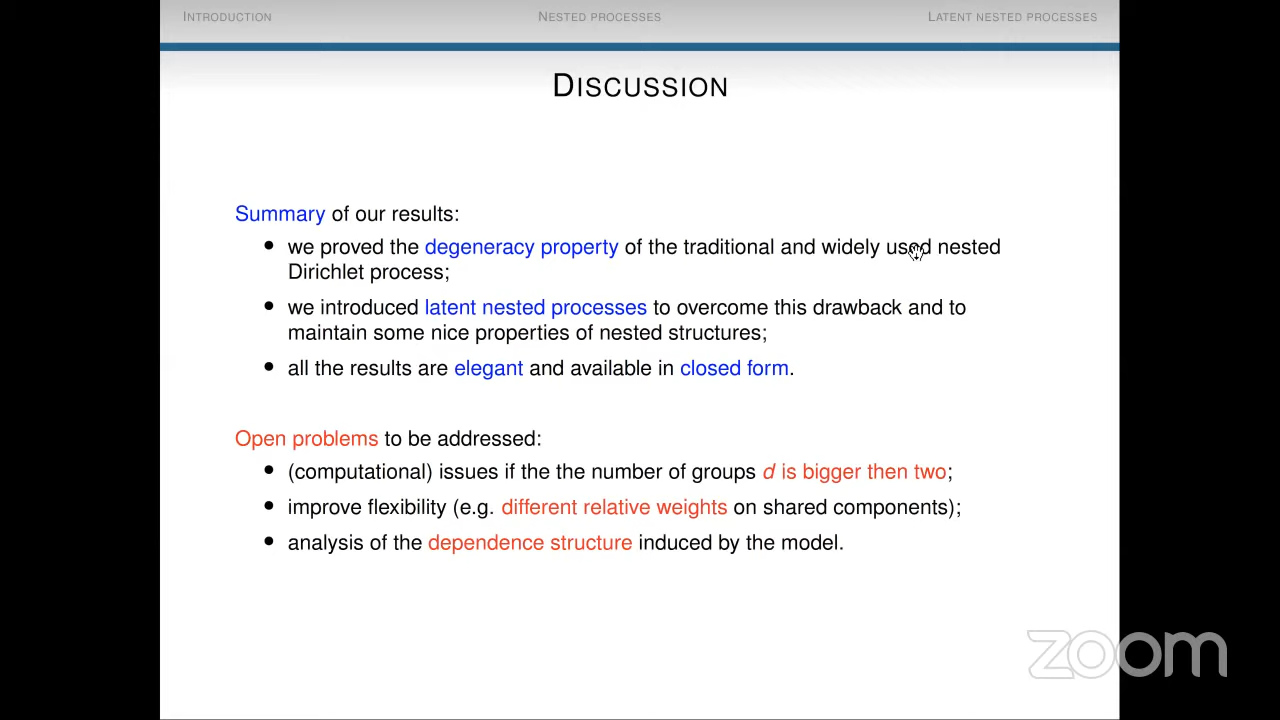 INTRODUCTION NESTED PROCESSES LATENT NESTED PROCESSES
DISCUSSION
Summary of our results:
• we proved the degeneracy property of the traditional and widely used nested
Dirichlet process;
• we introduced latent nested processes to overcome this drawback and to
maintain some nice properties of nested structures;
• all the results are elegant and available in closed form.
Open problems to be addressed:
• (computational) issues if the the number of groups d is bigger then two;
• improve flexibility (e.g. different relative weights on shared components);
• analysis of the dependence structure induced by the model.
zoom